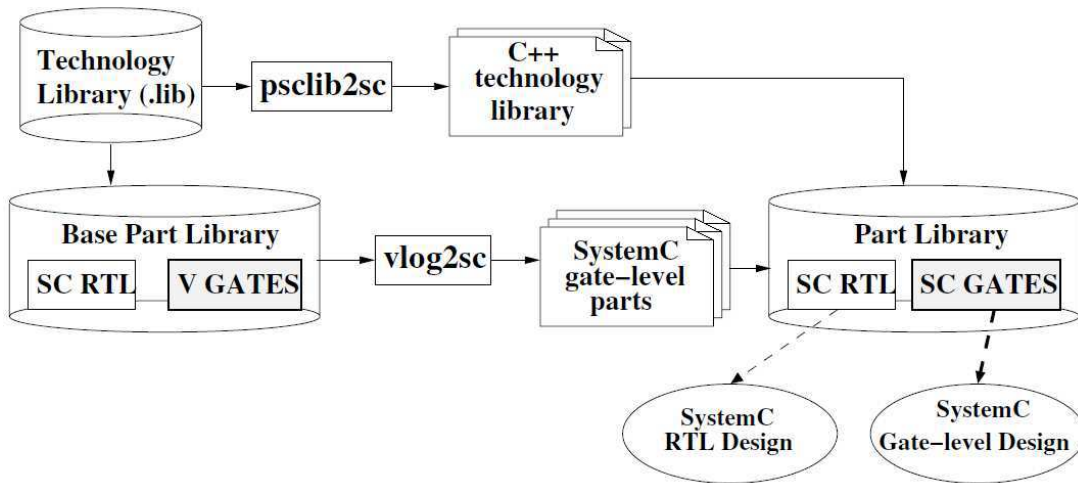 Technology
Library (.lib)
psclib2sc
C++
technology
library
Base Part Library
SC RTL
V GATES
vlog2sc
SystemC
gate-level
parts
Part Library
SC RTL
SC GATES
SystemC
RTL Design
SystemC
Gate-level Design